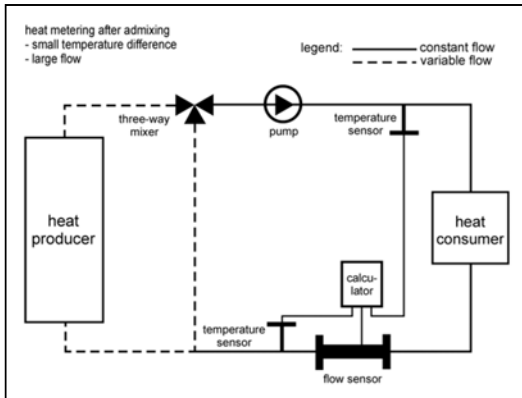 heat metering after admixing
- small temperature difference
- large flow
legend:
constant flow
variable flow
three-way
mixer
pump
temperature
sensor
heat
producer
heat
consumer
calcu-
lator
temperature
sensor
flow sensor